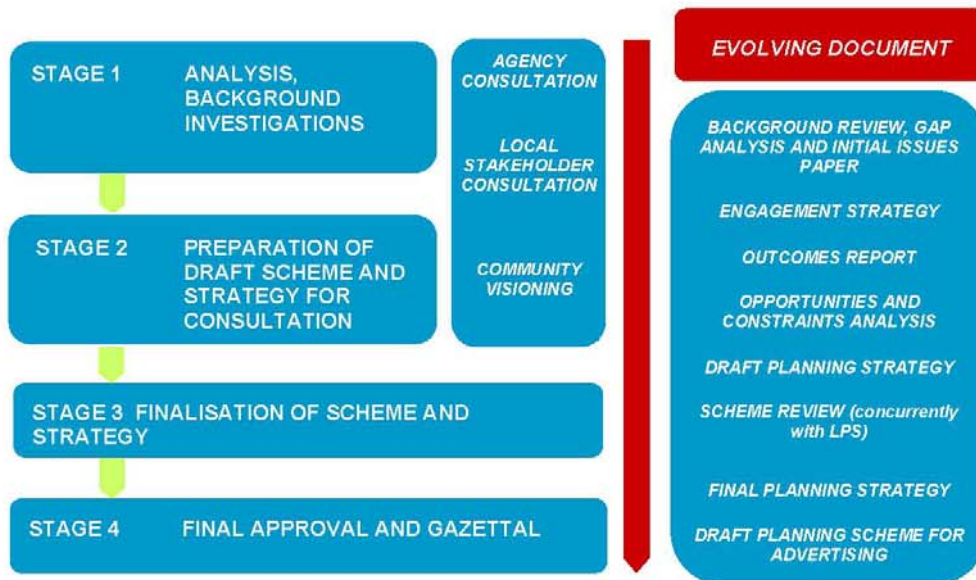 STAGE 1 ANALYSIS,
BACKGROUND
INVESTIGATIONS
STAGE 2 PREPARATION OF
DRAFT SCHEME AND
STRATEGY FOR
CONSULTATION
STAGE 3 FINALISATION OF SCHEME AND
STRATEGY
STAGE 4 FINAL APPROVAL AND GAZETTAL
AGENCY
CONSULTATION
LOCAL
STAKEHOLDER
CONSULTATION
COMMUNITY
VISIONING
EVOLVING DOCUMENT
BACKGROUND REVIEW, GAP
ANALYSIS AND INITIAL ISSUES
PAPER
ENGAGEMENT STRATEGY
OUTCOMES REPORT
OPPORTUNITIES AND
CONSTRAINTS ANALYSIS
DRAFT PLANNING STRATEGY
SCHEME REVIEW (concurrently
with LPS)
FINAL PLANNING STRATEGY
DRAFT PLANNING SCHEME FOR
ADVERTISING